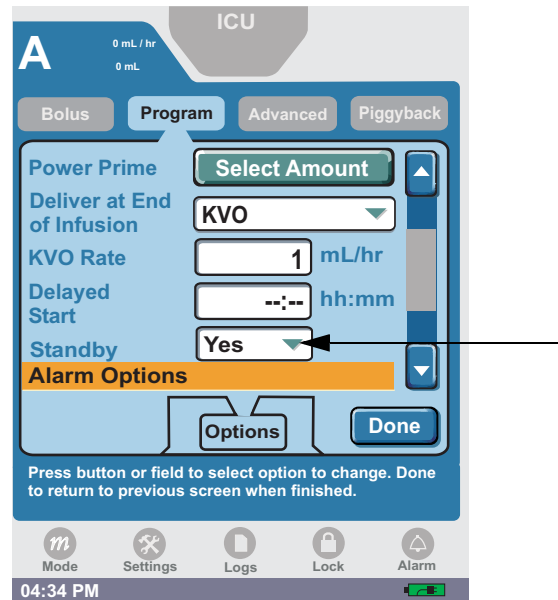 ICU
A
0 mL / hr
0 mL
Bolus
Program
Advanced
Piggyback
Power Prime
Select Amount
Deliver at End
of Infusion
KVO
KVO Rate
1
mL/hr
Delayed
Start
--:--
hh:mm
Standby
Yes
Alarm Options
Options
Done
Press button or field to select option to change. Done
to return to previous screen when finished.
m
Mode
Settings
Logs
Lock
Alarm
04:34 PM